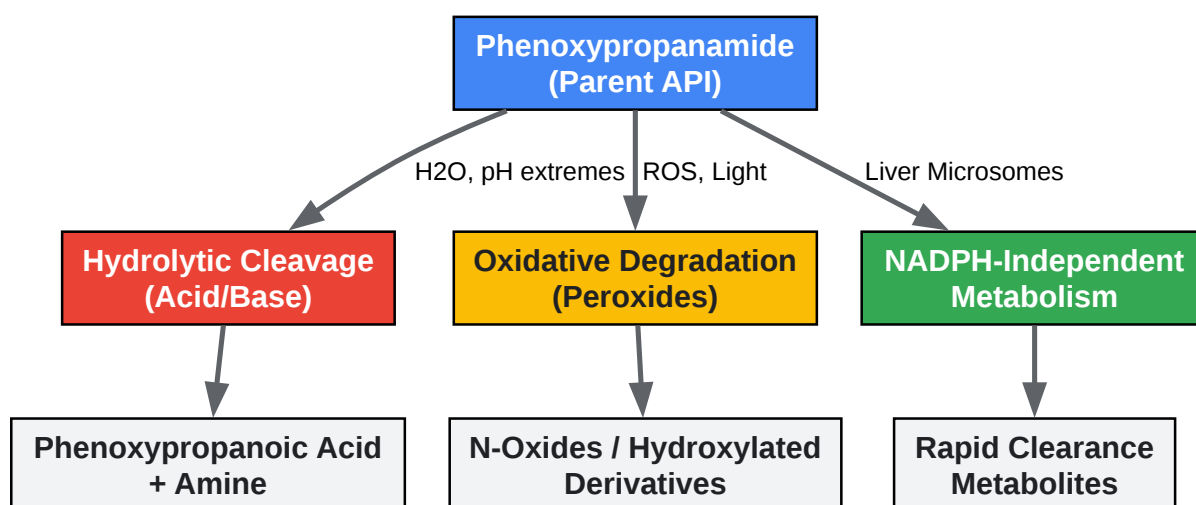 Phenoxypropanamide
(Parent API)
H2O, pH extremes
ROS, Light
Liver Microsomes
Hydrolytic Cleavage
(Acid/Base)
Oxidative Degradation
(Peroxides)
NADPH-Independent
Metabolism
Phenoxypropanoic Acid
+ Amine
N-Oxides / Hydroxylated
Derivatives
Rapid Clearance
Metabolites